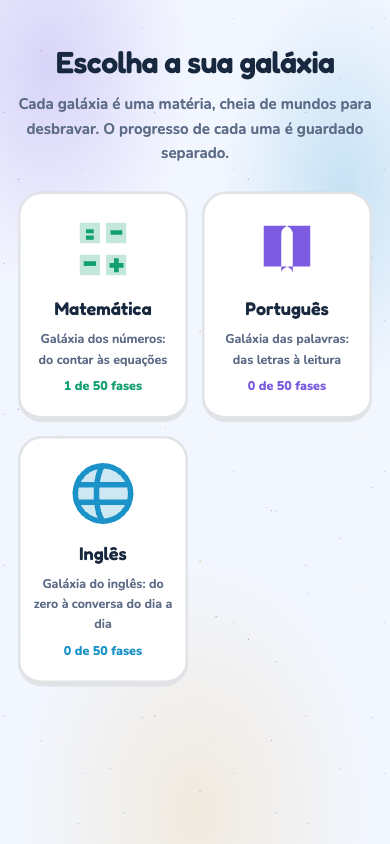 Escolha a sua galáxia
Cada galáxia é uma matéria, cheia de mundos para
desbravar. O progresso de cada uma é guardado
separado.
Matemática
Galáxia dos números:
do contar às equações
1 de 50 fases
Português
Galáxia das palavras:
das letras à leitura
0 de 50 fases
Inglês
Galáxia do inglês: do
zero à conversa do dia a
dia
0 de 50 fases